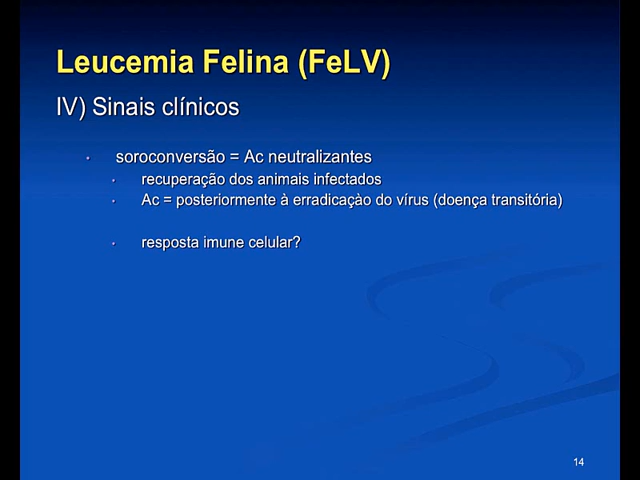 Leucemia Felina (FeLV)
IV) Sinais clínicos
• soroconversão = Ac neutralizantes
• recuperação dos animais infectados
• Ac = posteriormente à erradicaçào do vírus (doença transitória)
• resposta imune celular?
14